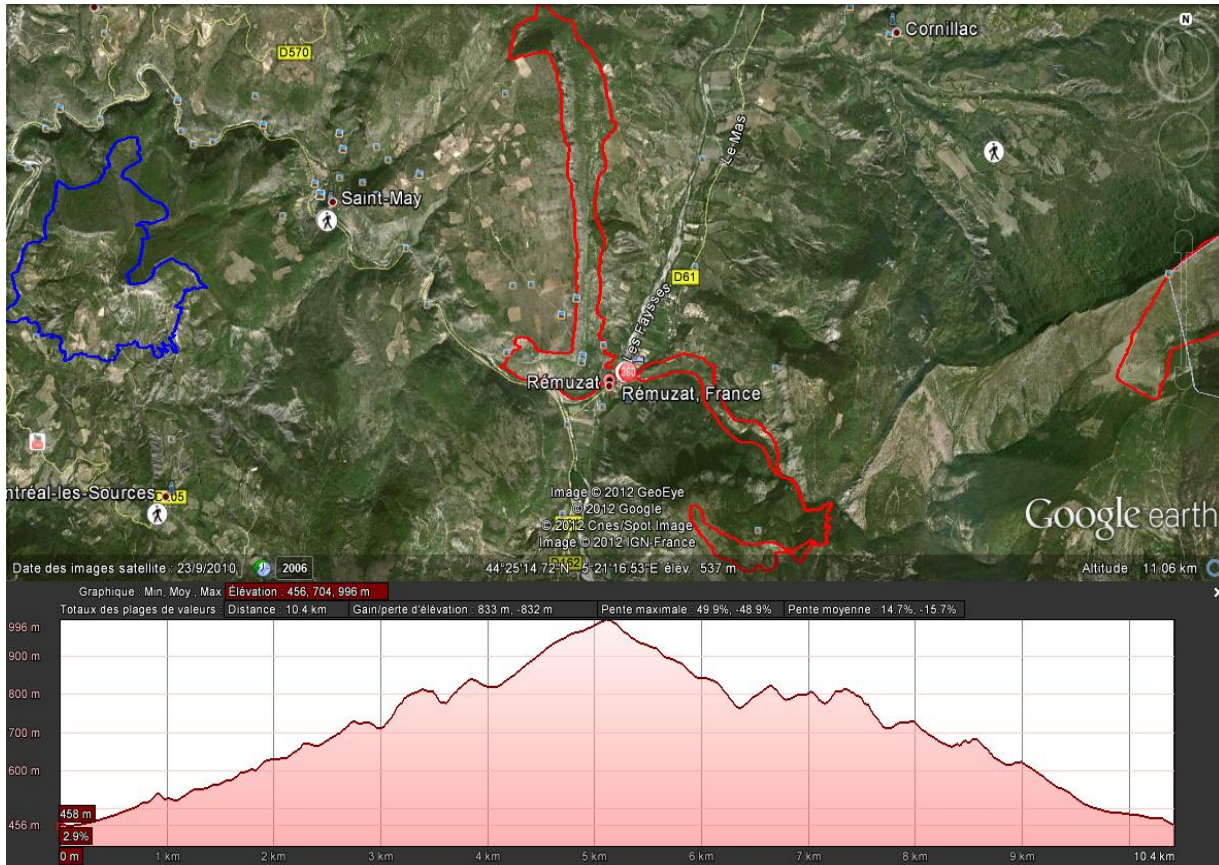 Cornillac
D570
N
Le Mas
Saint-May
D61
Les Faysses
360
Rémuzat
Rémuzat, France
ntréal-les-Sources
Image © 2012 GeoEye
© 2012 Google
© 2012 Cnes/Spot Image
Image © 2012 IGN-France
Google earth
D162
Date des images satellite : 23/9/2010
2006
44°25'14.72"N 5°21'16.53"E élév. 537 m
Altitude 11.06 km
Graphique : Min, Moy., Max Élévation : 456, 704, 996 m
Totaux des plages de valeurs : Distance : 10.4 km Gain/perte d'élévation : 833 m, -832 m Pente maximale : 49.9%, -48.9% Pente moyenne : 14.7%, -15.7%
996 m
900 m
800 m
700 m
600 m
458 m
456 m
2.9%
0 m 1 km 2 km 3 km 4 km 5 km 6 km 7 km 8 km 9 km 10.4 km